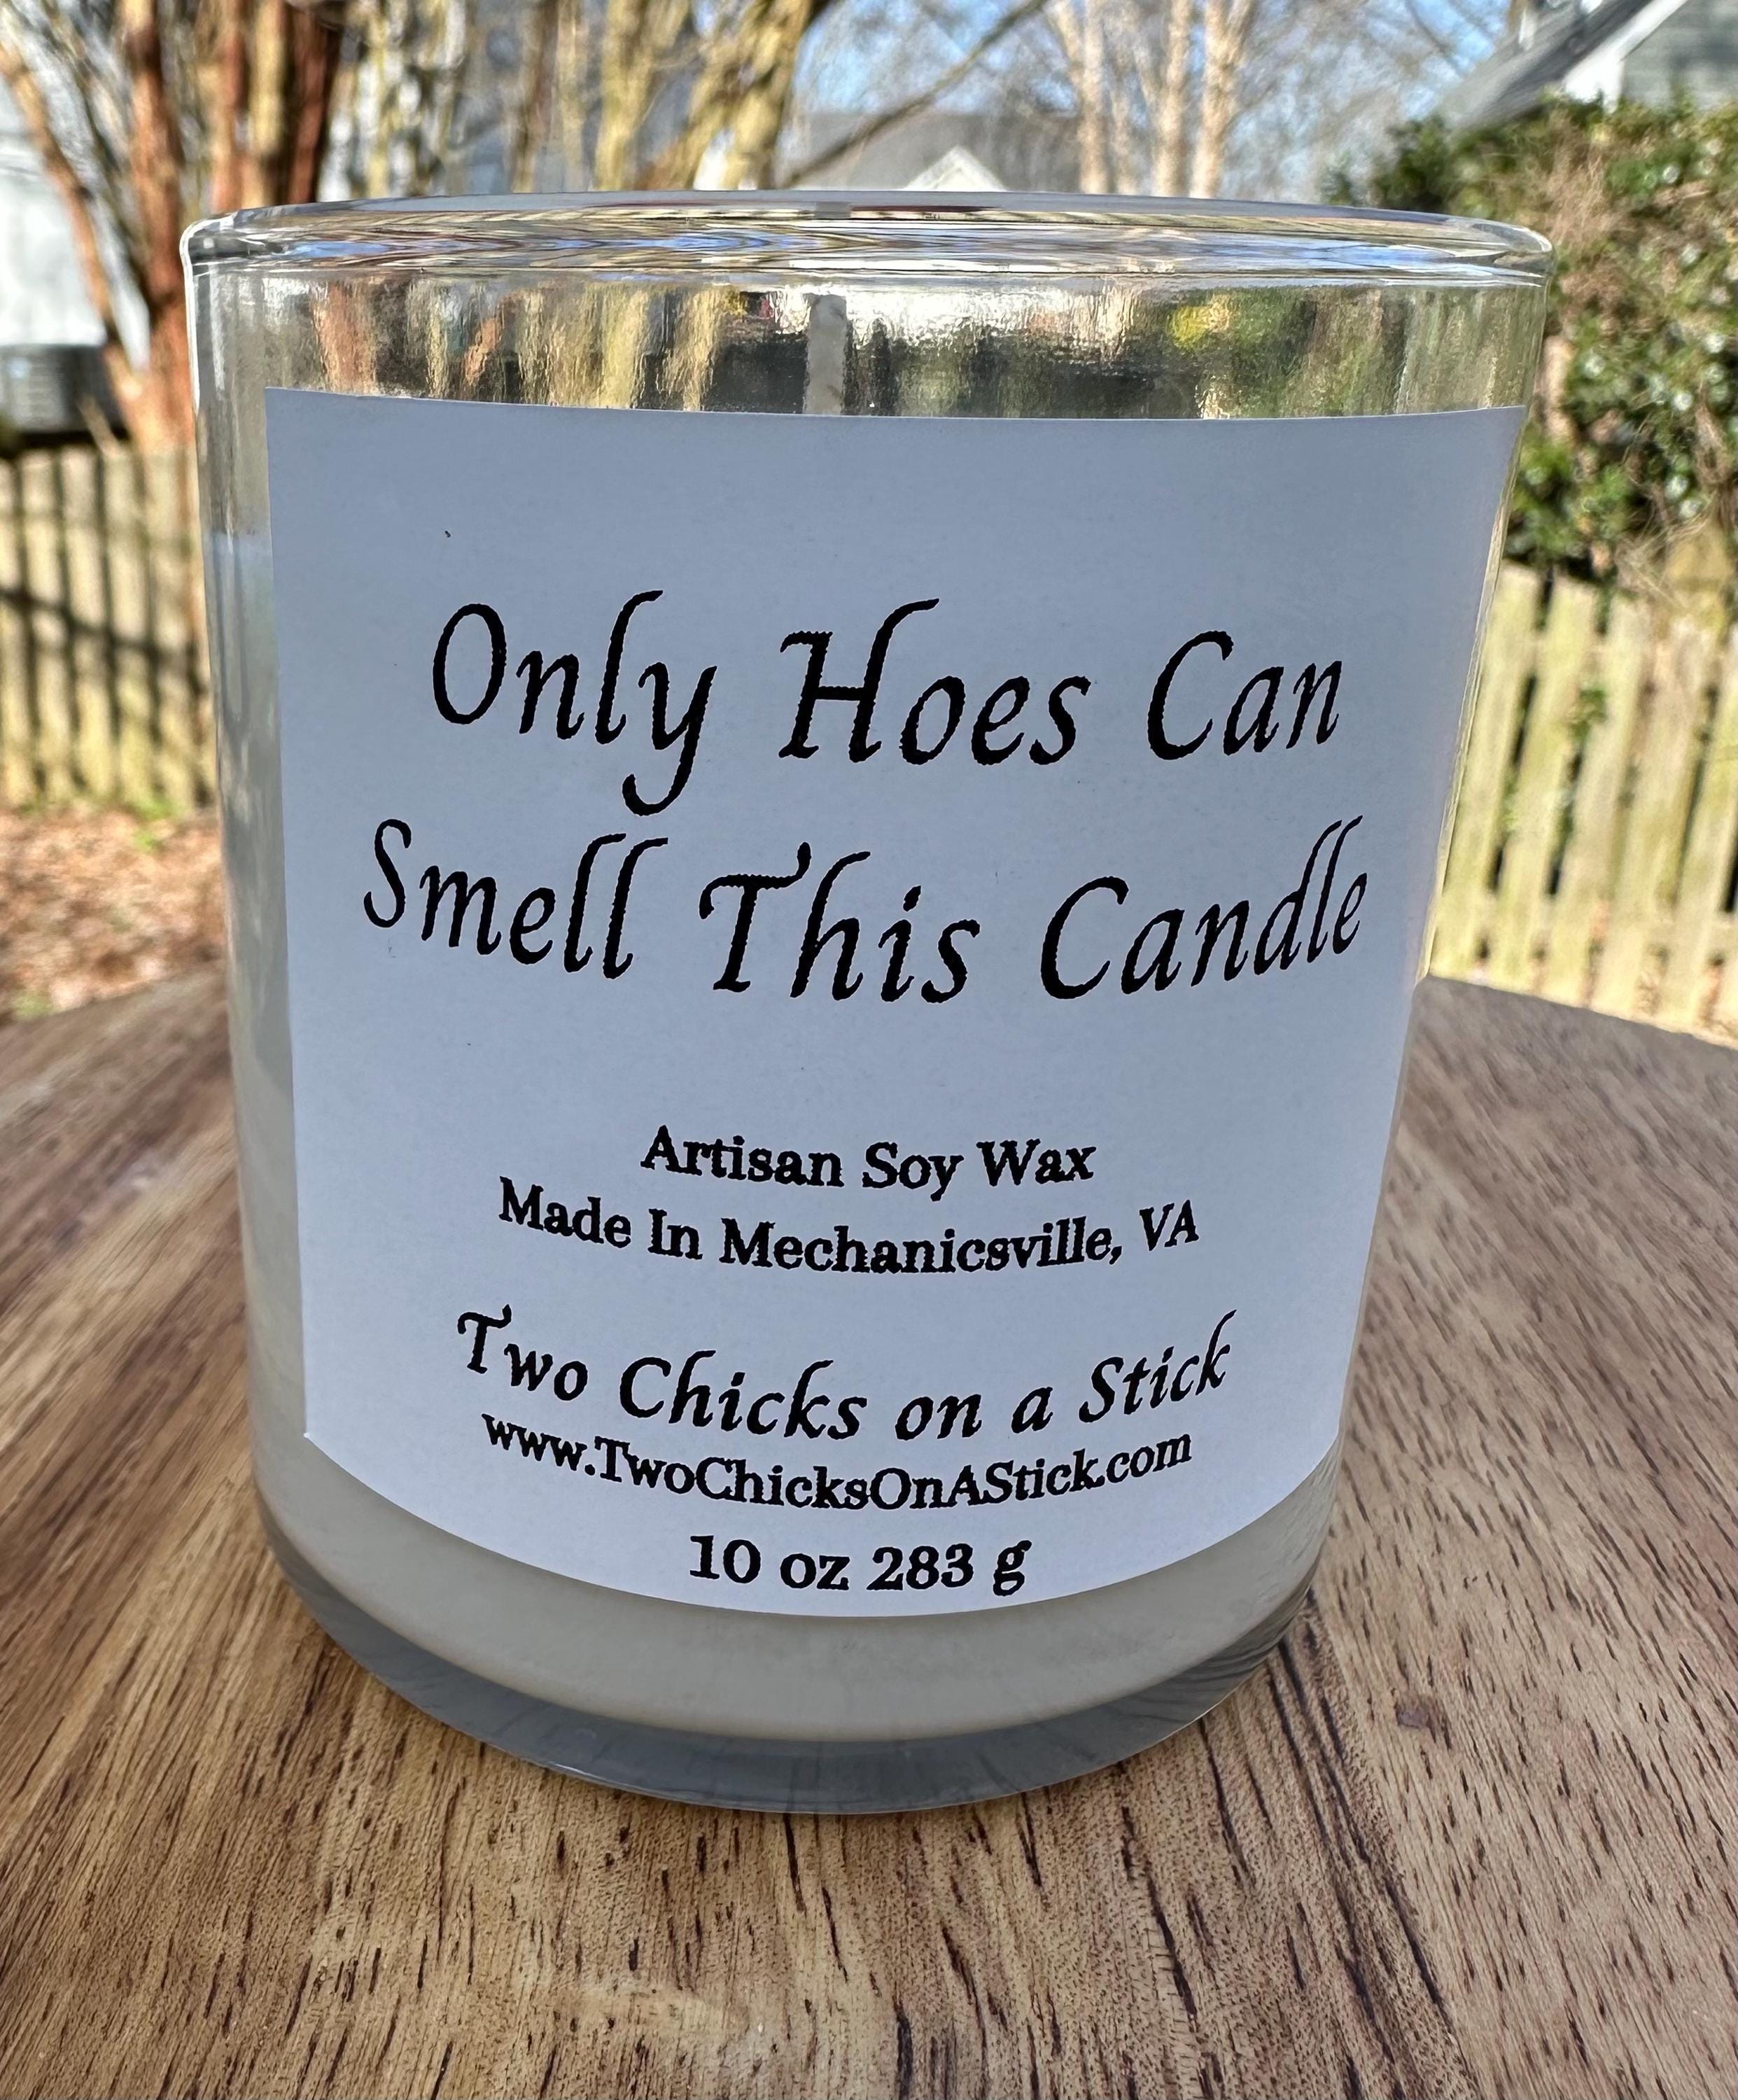 Only Hoes Can
Smell This Candle
Artisan Soy Wax
Made In Mechanicsville, VA
Two Chicks on a Stick
www.TwoChicksOnAStick.com
10 oz 283 g